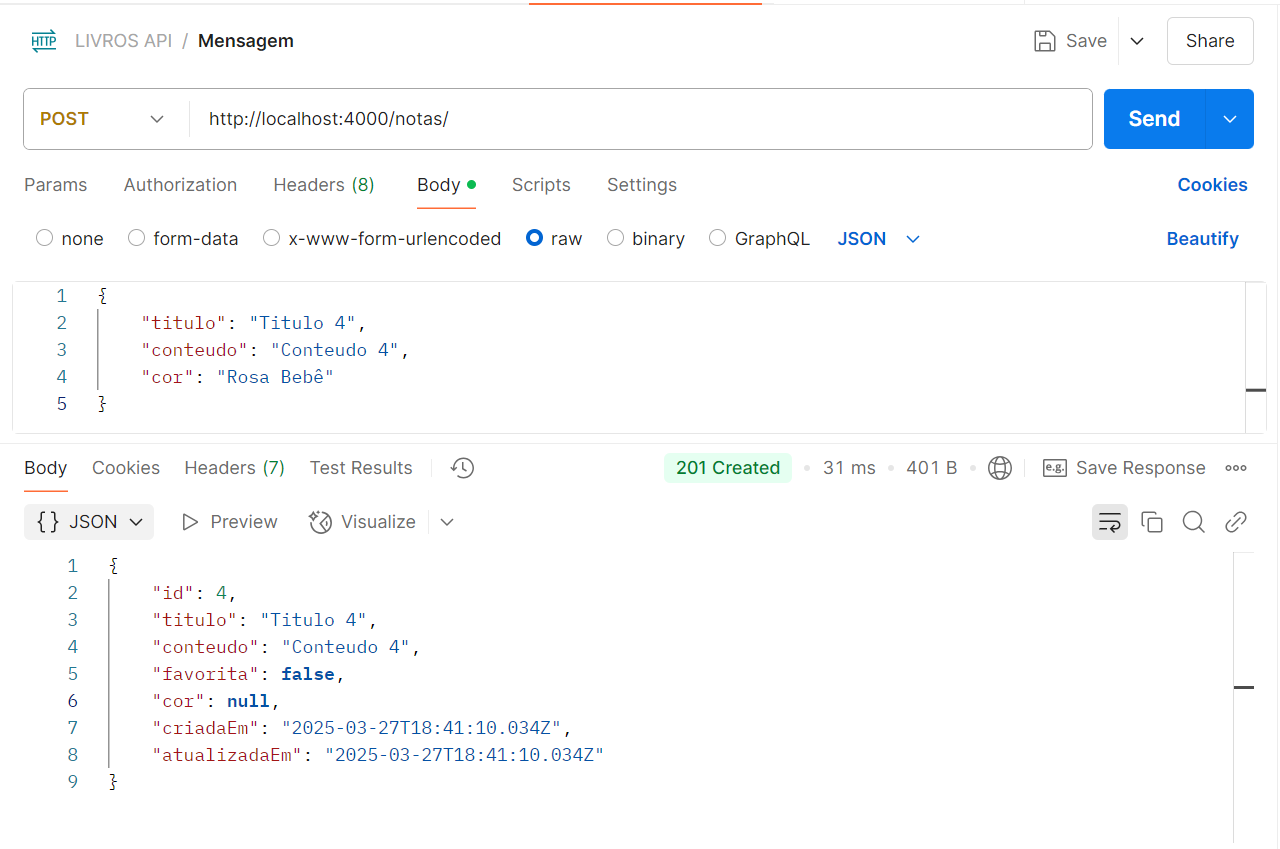 HTTP LIVROS API / Mensagem Save Share
POST http://localhost:4000/notas/ Send
Params Authorization Headers (8) Body Scripts Settings Cookies
none form-data x-www-form-urlencoded raw binary GraphQL JSON Beautify
1 {
2 "titulo": "Titulo 4",
3 "conteudo": "Conteudo 4",
4 "cor": "Rosa Bebê"
5 }
Body Cookies Headers (7) Test Results 201 Created • 31 ms • 401 B • e.g. Save Response
{} JSON Preview Visualize
1 {
2 "id": 4,
3 "titulo": "Titulo 4",
4 "conteudo": "Conteudo 4",
5 "favorita": false,
6 "cor": null,
7 "criadaEm": "2025-03-27T18:41:10.034Z",
8 "atualizadaEm": "2025-03-27T18:41:10.034Z"
9 }